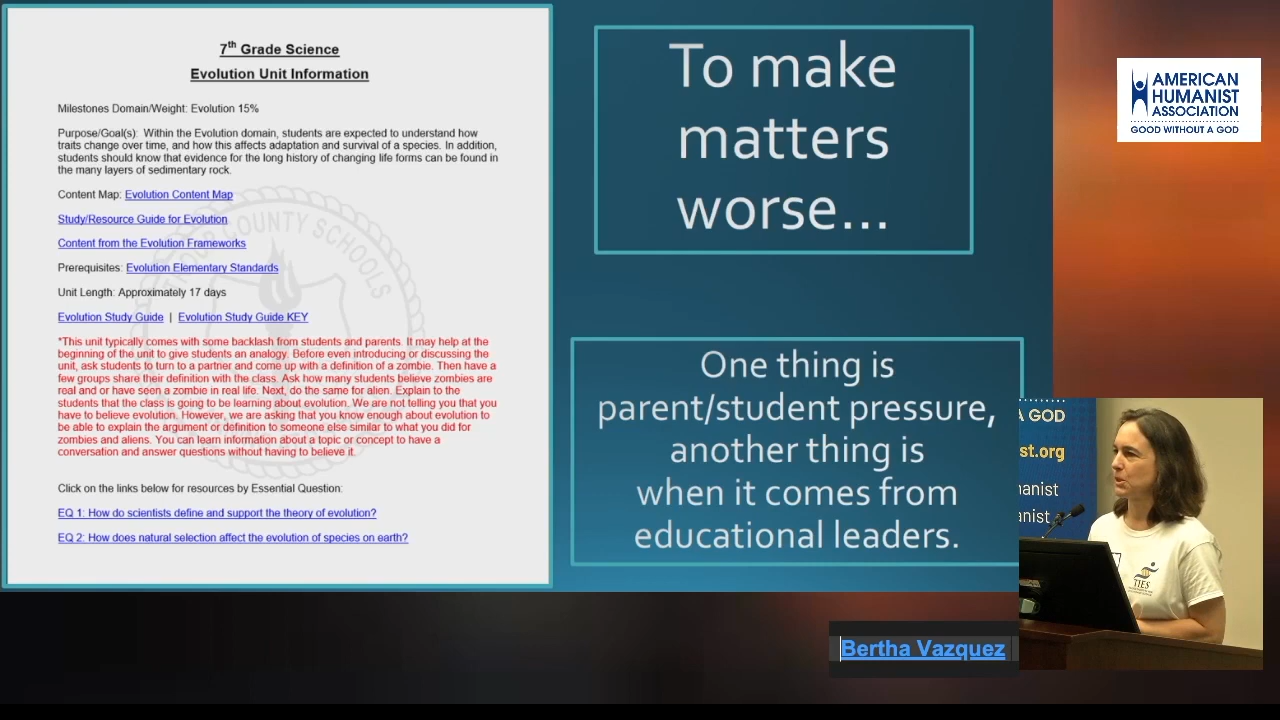 7th Grade Science
Evolution Unit Information
Milestones Domain/Weight: Evolution 15%
Purpose/Goal(s): Within the Evolution domain, students are expected to understand how
traits change over time, and how this affects adaptation and survival of a species. In addition,
students should know that evidence for the long history of changing life forms can be found in
the many layers of sedimentary rock.
Content Map: Evolution Content Map
Study/Resource Guide for Evolution
Content from the Evolution Frameworks
Prerequisites: Evolution Elementary Standards
Unit Length: Approximately 17 days
Evolution Study Guide | Evolution Study Guide KEY
*This unit typically comes with some backlash from students and parents. It may help at the
beginning of the unit to give students an analogy. Before even introducing or discussing the
unit, ask students to turn to a partner and come up with a definition of a zombie. Then have a
few groups share their definition with the class. Ask how many students believe zombies are
real and or have seen a zombie in real life. Next, do the same for alien. Explain to the
students that the class is going to be learning about evolution. We are not telling you that you
have to believe evolution. However, we are asking that you know enough about evolution to
be able to explain the argument or definition to someone else similar to what you did for
zombies and aliens. You can learn information about a topic or concept to have a
conversation and answer questions without having to believe it.
Click on the links below for resources by Essential Question:
EQ 1: How do scientists define and support the theory of evolution?
EQ 2: How does natural selection affect the evolution of species on earth?
COUNTY SCHOOLS
To make
matters
worse...
One thing is
parent/student pressure,
another thing is
when it comes from
educational leaders.
AMERICAN
HUMANIST
ASSOCIATION
GOOD WITHOUT A GOD
A GOD
st.org
anist
anist
TIES
Bertha Vazquez